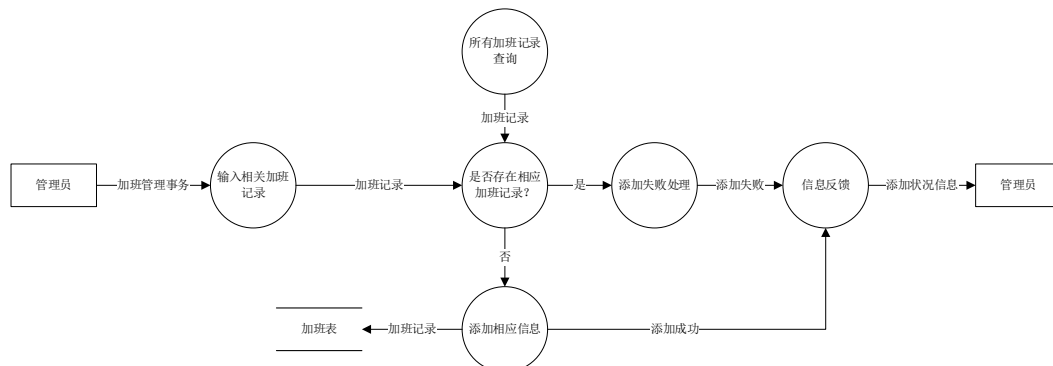 所有加班记录
查询
加班记录
管理员
加班管理事务
输入相关加班
记录
加班记录
是否存在相应
加班记录?
是
添加失败处理
添加失败
信息反馈
添加状况信息
管理员
否
加班表
加班记录
添加相应信息
添加成功